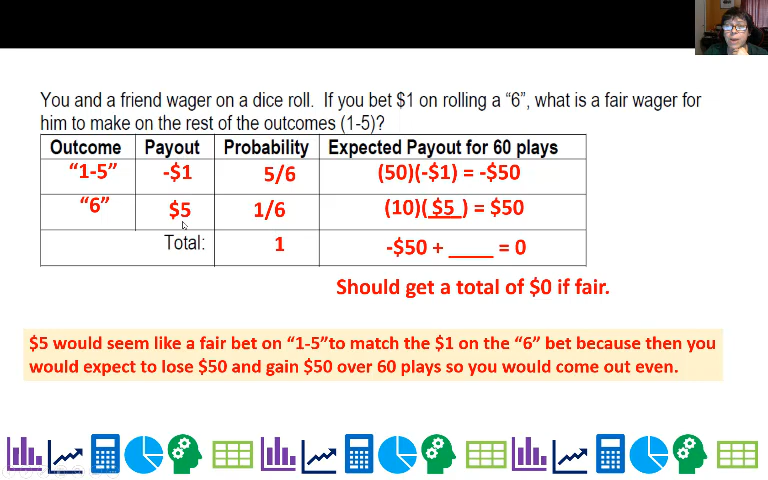 You and a friend wager on a dice roll.  If you bet $1 on rolling a “6”, what is a fair wager for
him to make on the rest of the outcomes (1-5)?
Outcome Payout Probability Expected Payout for 60 plays
“1-5” -$1 5/6 (50)(-$1) = -$50
“6” $5 1/6 (10)( $5 ) = $50
Total: 1 -$50 + ____ = 0
Should get a total of $0 if fair.
$5 would seem like a fair bet on “1-5”to match the $1 on the “6” bet because then you
would expect to lose $50 and gain $50 over 60 plays so you would come out even.